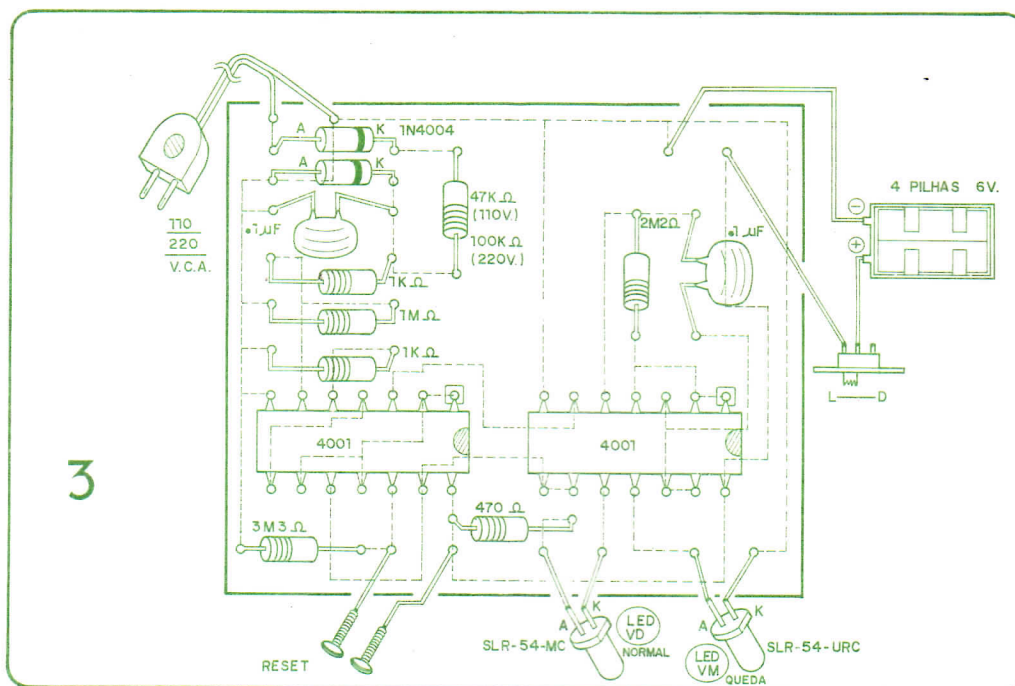 A K 1N4004
A K
47KΩ
(110V.)
100KΩ
(220V.)
.1µF
110
220
V.C.A.
1KΩ
1MΩ
1KΩ
2M2Ω
.1µF
4 PILHAS 6V.
−
+
L D
4001
4001
3
3M3Ω
470Ω
RESET
A K
SLR-54-MC
LED
VD
NORMAL
A K
SLR-54-URC
LED
VM
QUEDA